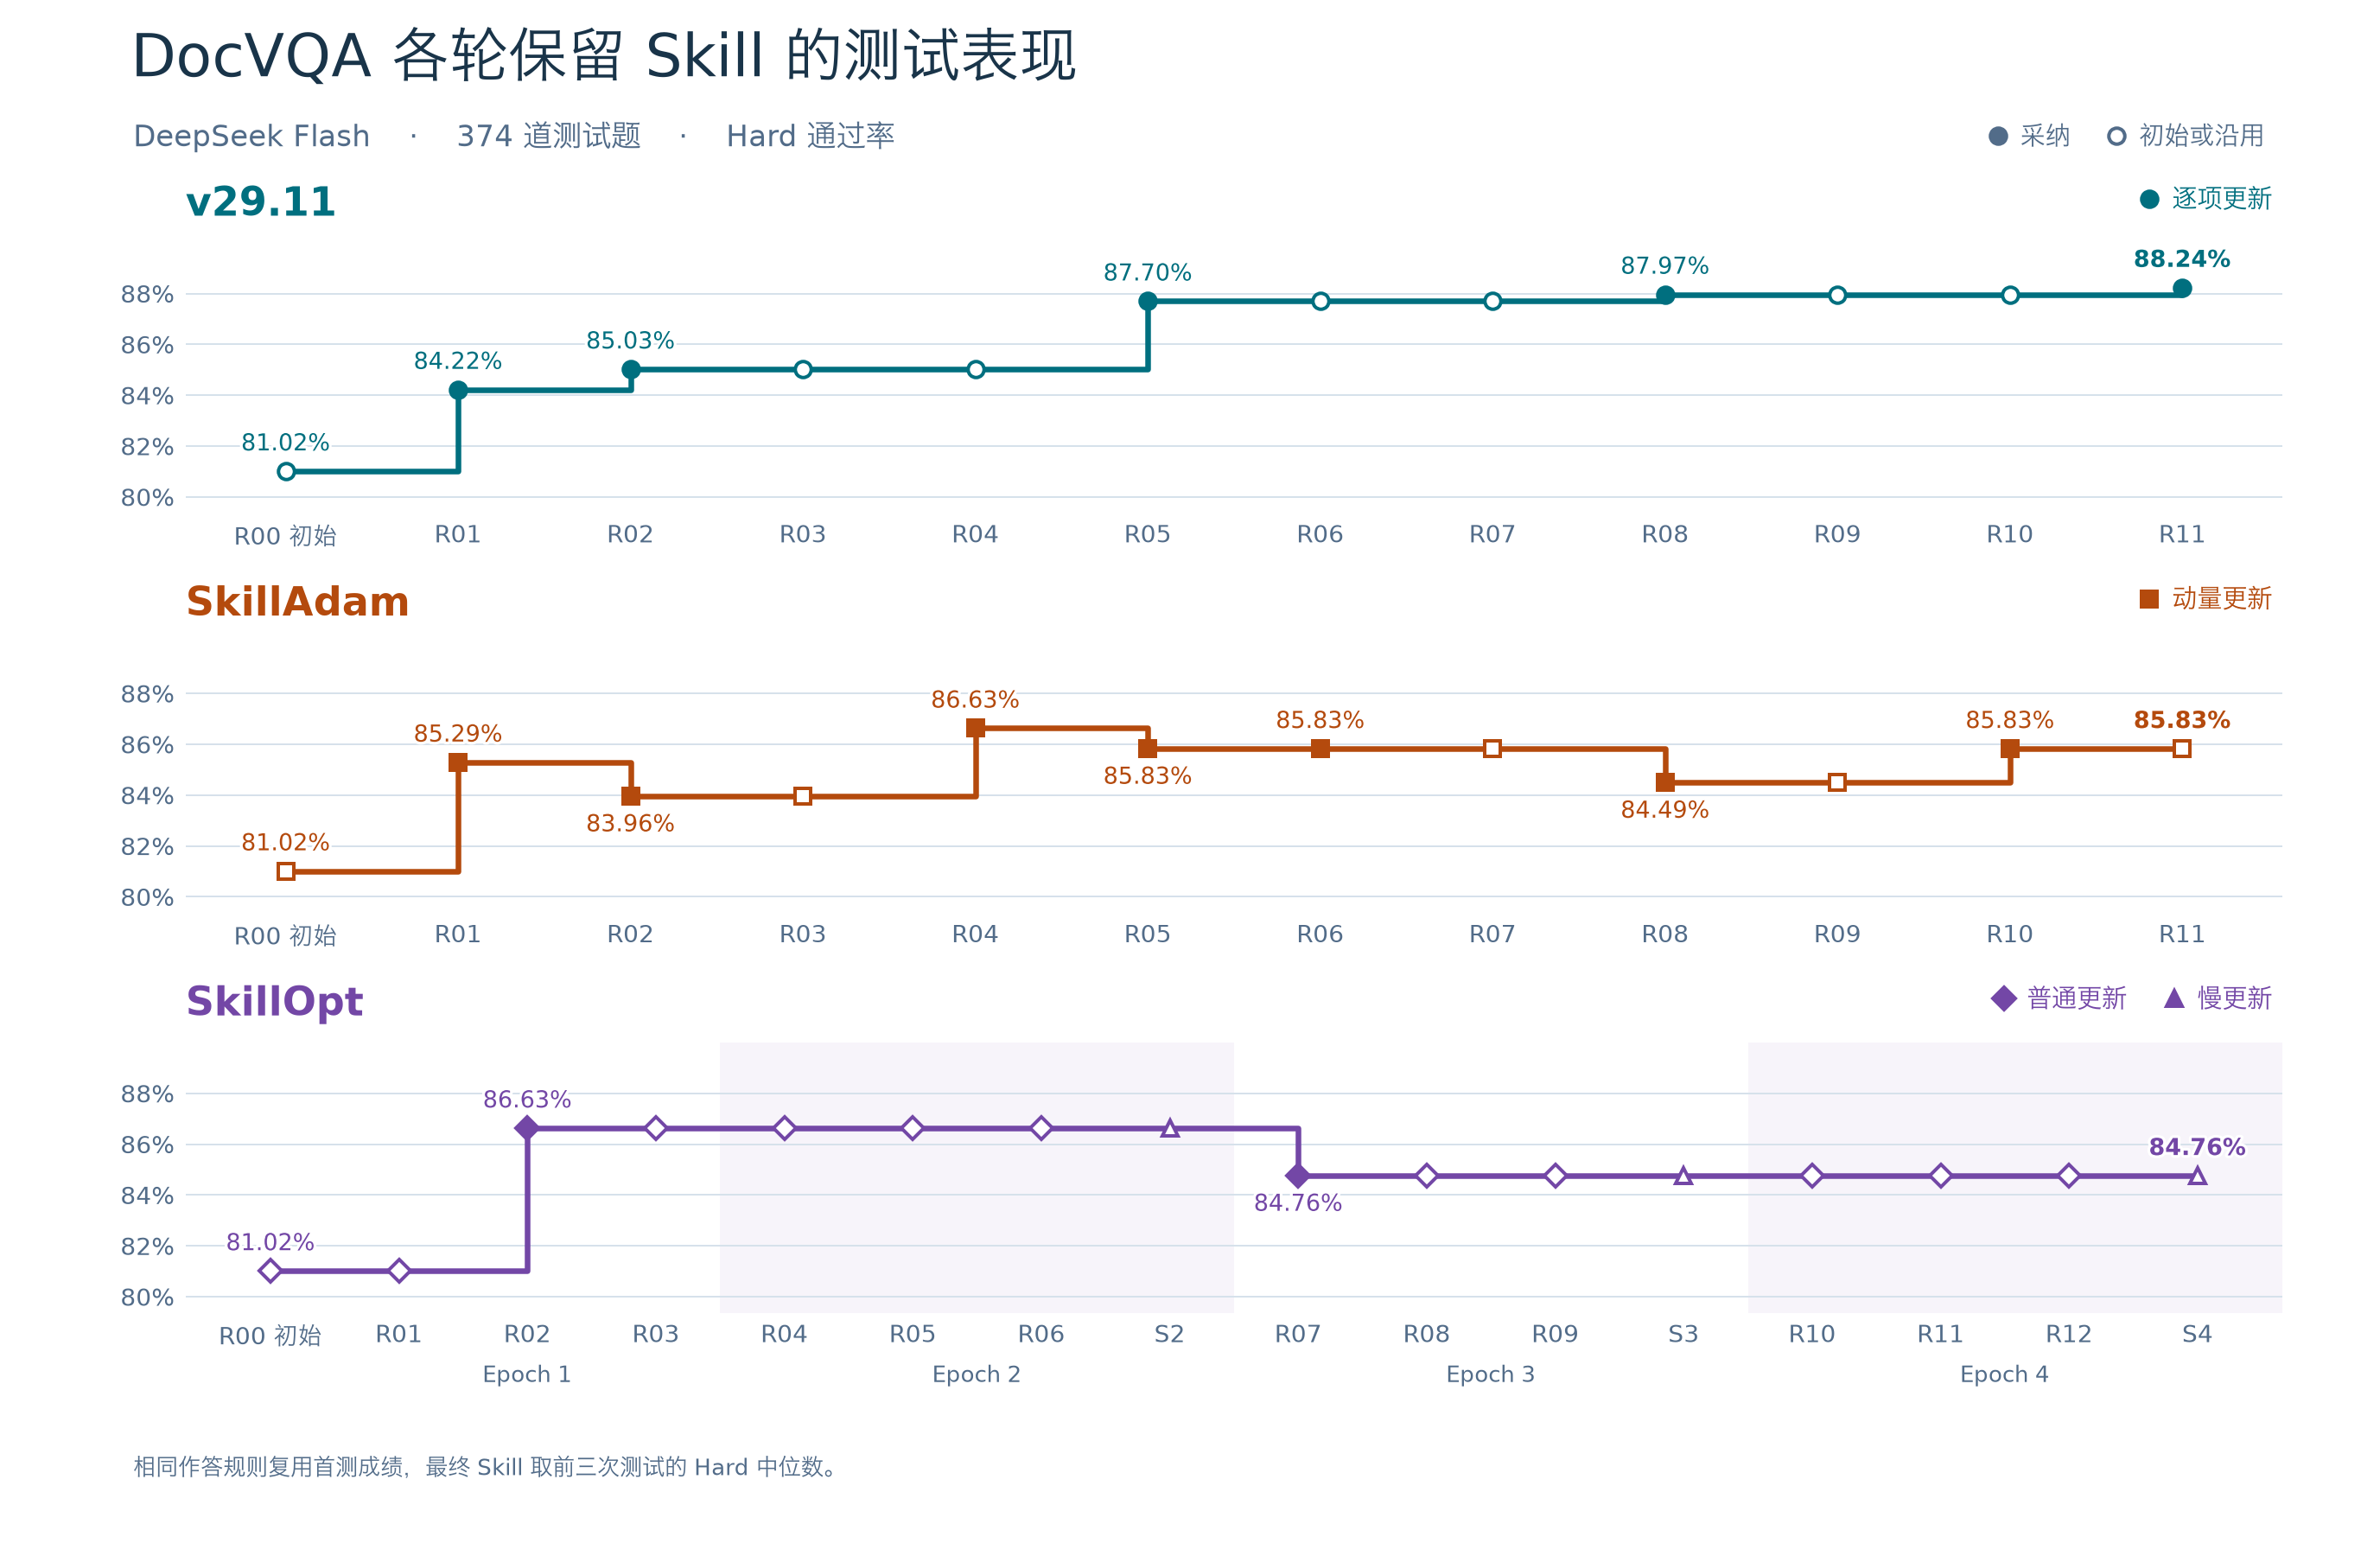 DocVQA 各轮保留 Skill 的测试表现
DeepSeek Flash · 374 道测试题 · Hard 通过率
采纳 初始或沿用
v29.11
逐项更新
88%
86%
84%
82%
80%
81.02%
84.22%
85.03%
87.70%
87.97%
88.24%
R00 初始 R01 R02 R03 R04 R05 R06 R07 R08 R09 R10 R11
SkillAdam
动量更新
88%
86%
84%
82%
80%
81.02%
85.29%
83.96%
86.63%
85.83%
85.83%
84.49%
85.83%
85.83%
R00 初始 R01 R02 R03 R04 R05 R06 R07 R08 R09 R10 R11
SkillOpt
普通更新 慢更新
88%
86%
84%
82%
80%
81.02%
86.63%
84.76%
84.76%
R00 初始 R01 R02 R03 R04 R05 R06 S2 R07 R08 R09 S3 R10 R11 R12 S4
Epoch 1 Epoch 2 Epoch 3 Epoch 4
相同作答规则复用首测成绩，最终 Skill 取前三次测试的 Hard 中位数。